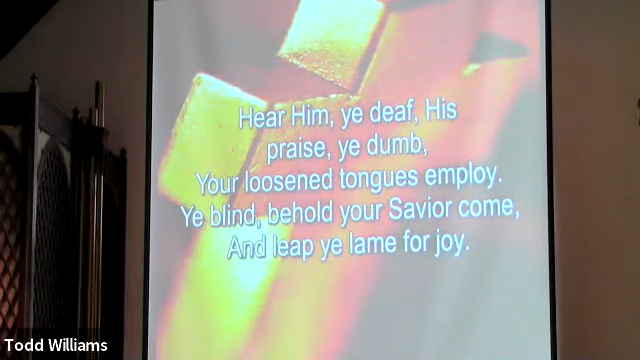 Hear Him, ye deaf, His
praise, ye dumb,
Your loosened tongues employ.
Ye blind, behold your Savior come,
And leap ye lame for joy.
Todd Williams